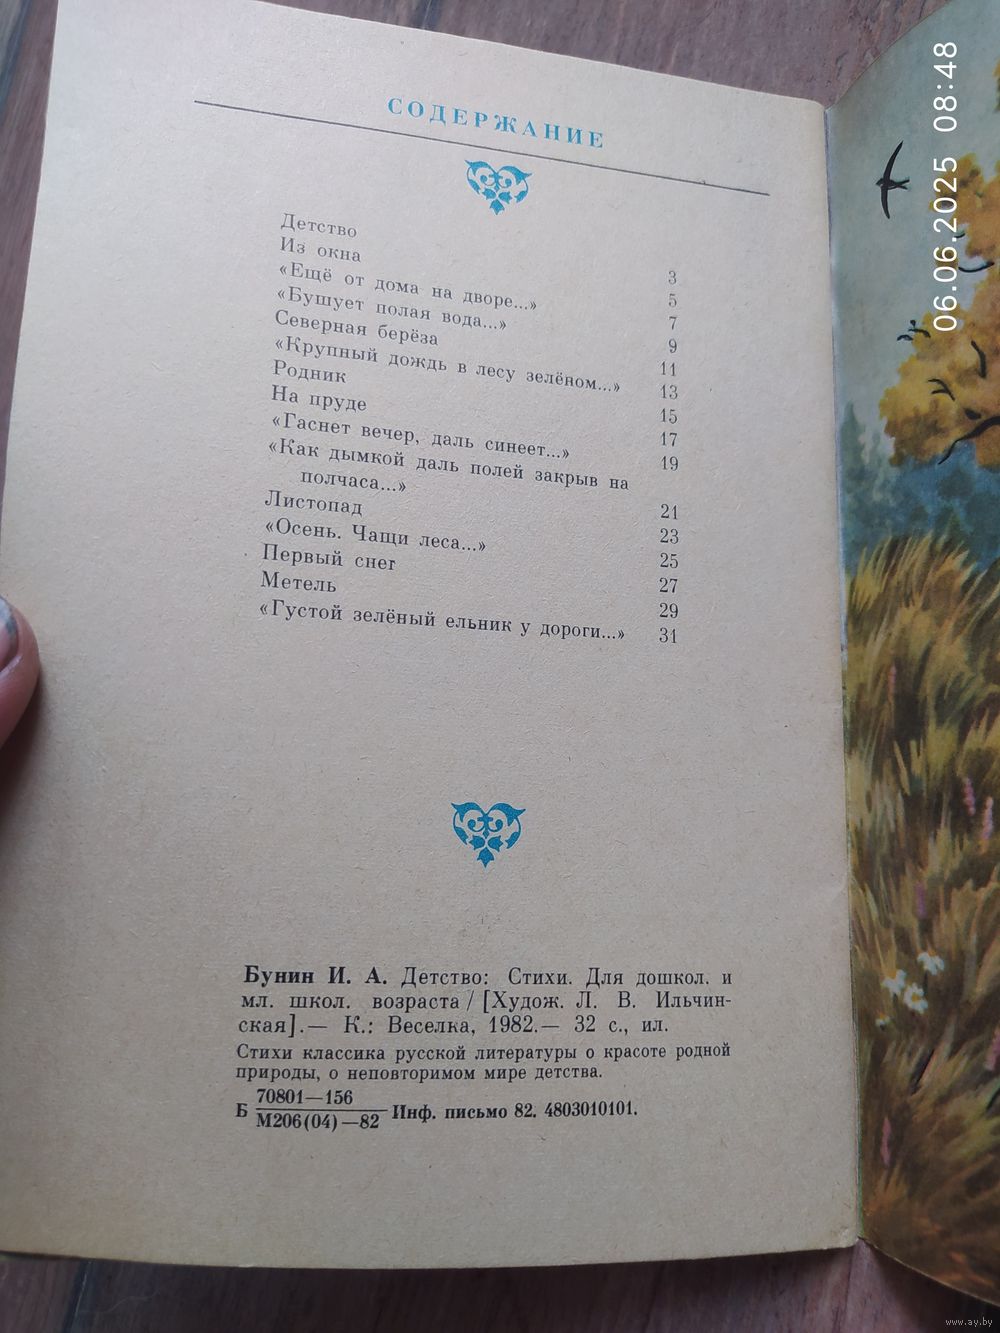 СОДЕРЖАНИЕ
Детство 3
Из окна 5
«Ещё от дома на дворе...» 7
«Бушует полая вода...» 9
Северная берёза 11
«Крупный дождь в лесу зелёном...» 13
Родник 15
На пруде 17
«Гаснет вечер, даль синеет...» 19
«Как дымкой даль полей закрыв на
полчаса...» 21
Листопад 23
«Осень. Чащи леса...» 25
Первый снег 27
Метель 29
«Густой зелёный ельник у дороги...» 31
Бунин И. А. Детство: Стихи. Для дошкол. и
мл. школ. возраста / [Худож. Л. В. Ильчин-
ская].— К.: Веселка, 1982.— 32 с., ил.
Стихи классика русской литературы о красоте родной
природы, о неповторимом мире детства.
Б 70801—156
М206(04)—82 Инф. письмо 82. 4803010101.
06.06.2025 08:48
www.ay.by